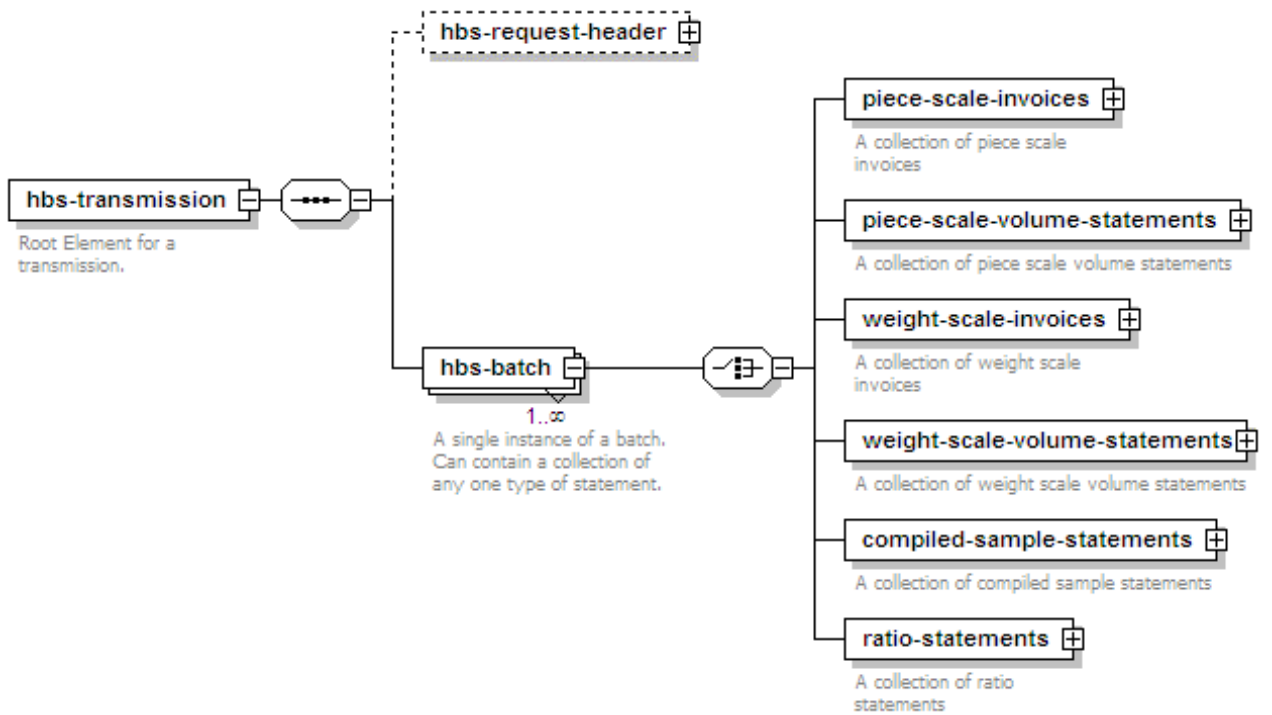 hbs-request-header
piece-scale-invoices
A collection of piece scale
invoices
hbs-transmission
Root Element for a
transmission.
piece-scale-volume-statements
A collection of piece scale volume statements
weight-scale-invoices
A collection of weight scale
invoices
hbs-batch
1..∞
A single instance of a batch.
Can contain a collection of
any one type of statement.
weight-scale-volume-statements
A collection of weight scale volume statements
compiled-sample-statements
A collection of compiled sample statements
ratio-statements
A collection of ratio
statements